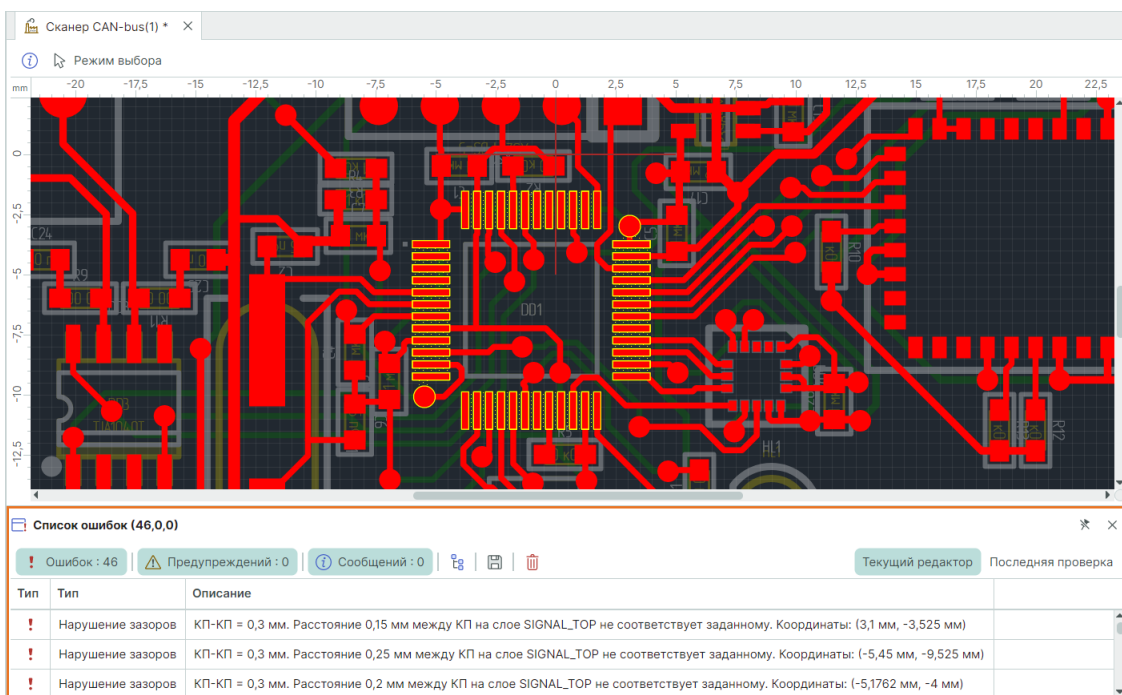 Сканер CAN-bus(1) *
Режим выбора
mm -20 -17,5 -15 -12,5 -10 -7,5 -5 -2,5 0 2,5 5 7,5 10 12,5 15 17,5 20 22,5
0
-2,5
-5
-7,5
-10
-12,5
C24
R9
R11
C1
R10
DD1
HL1
R12
Список ошибок (46,0,0)
Ошибок : 46 Предупреждений : 0 Сообщений : 0 Текущий редактор Последняя проверка
Тип Тип Описание
Нарушение зазоров КП-КП = 0,3 мм. Расстояние 0,15 мм между КП на слое SIGNAL_TOP не соответствует заданному. Координаты: (3,1 мм, -3,525 мм)
Нарушение зазоров КП-КП = 0,3 мм. Расстояние 0,25 мм между КП на слое SIGNAL_TOP не соответствует заданному. Координаты: (-5,45 мм, -9,525 мм)
Нарушение зазоров КП-КП = 0,3 мм. Расстояние 0,2 мм между КП на слое SIGNAL_TOP не соответствует заданному. Координаты: (-5,1762 мм, -4 мм)